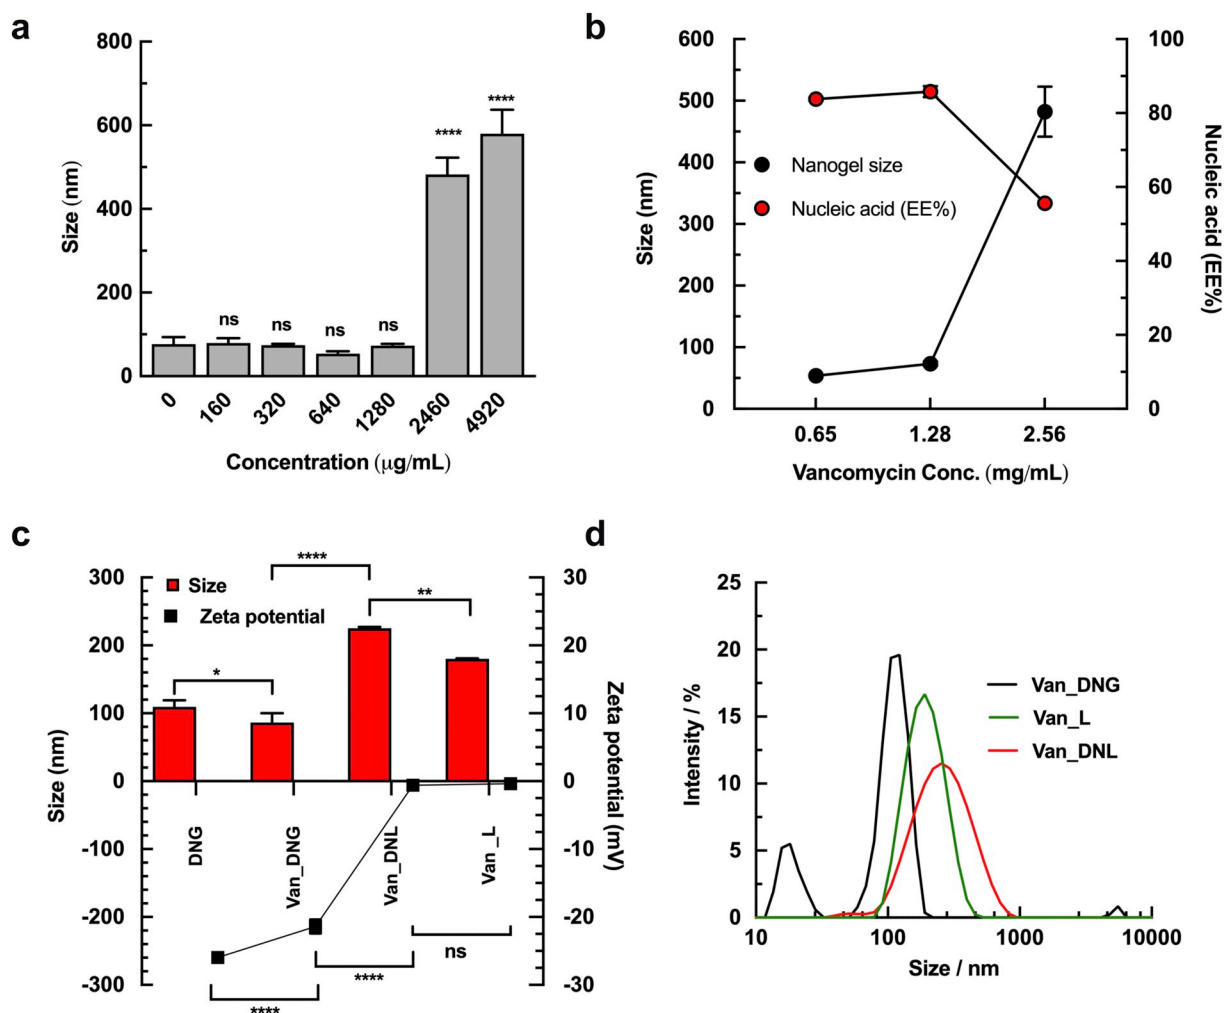 a
800
600
400
200
0
Size (nm)
ns
ns
ns
ns
****
****
0
160
320
640
1280
2460
4920
Concentration (μg/mL)
b
600
500
400
300
200
100
0
Size (nm)
Nanogel size
Nucleic acid (EE%)
100
80
60
40
20
0
Nucleic acid (EE%)
0.65
1.28
2.56
Vancomycin Conc. (mg/mL)
c
300
200
100
0
-100
-200
-300
Size (nm)
Size
Zeta potential
****
**
*
DNG
Van_DNG
Van_DNL
Van _L
****
****
ns
30
20
10
0
-10
-20
-30
Zeta potential (mV)
d
25
20
15
10
5
0
Intensity / %
Van_DNG
Van_L
Van_DNL
10
100
1000
10000
Size / nm